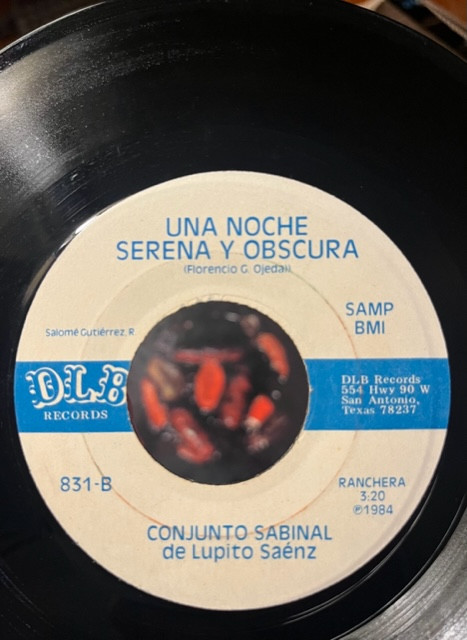 UNA NOCHE
SERENA Y OBSCURA
(Florencio G. Ojeda)
SAMP
BMI
Salomé Gutiérrez, R.
DLB
RECORDS
DLB Records
554 Hwy 90 W
San Antonio,
Texas 78237
831-B
RANCHERA
3:20
℗1984
CONJUNTO SABINAL
de Lupito Saénz